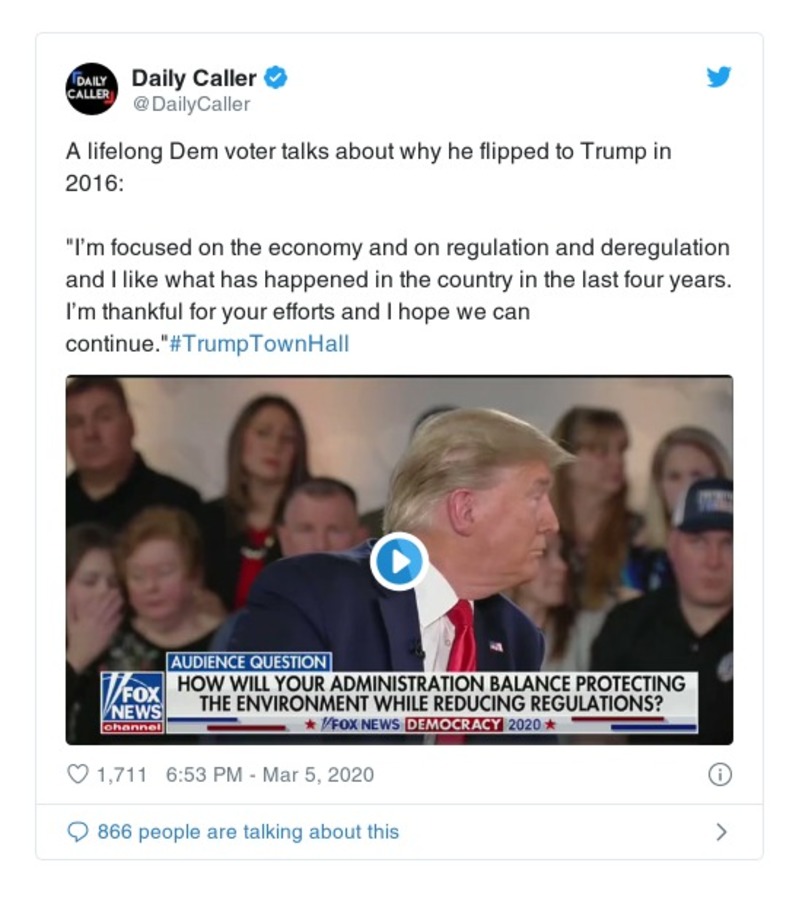 DAILY
CALLER
Daily Caller
@DailyCaller
A lifelong Dem voter talks about why he flipped to Trump in
2016:
"I'm focused on the economy and on regulation and deregulation
and I like what has happened in the country in the last four years.
I'm thankful for your efforts and I hope we can
continue."#TrumpTownHall
AUDIENCE QUESTION
FOX
NEWS
channel
HOW WILL YOUR ADMINISTRATION BALANCE PROTECTING
THE ENVIRONMENT WHILE REDUCING REGULATIONS?
FOX NEWS DEMOCRACY 2020
1,711 6:53 PM - Mar 5, 2020
866 people are talking about this